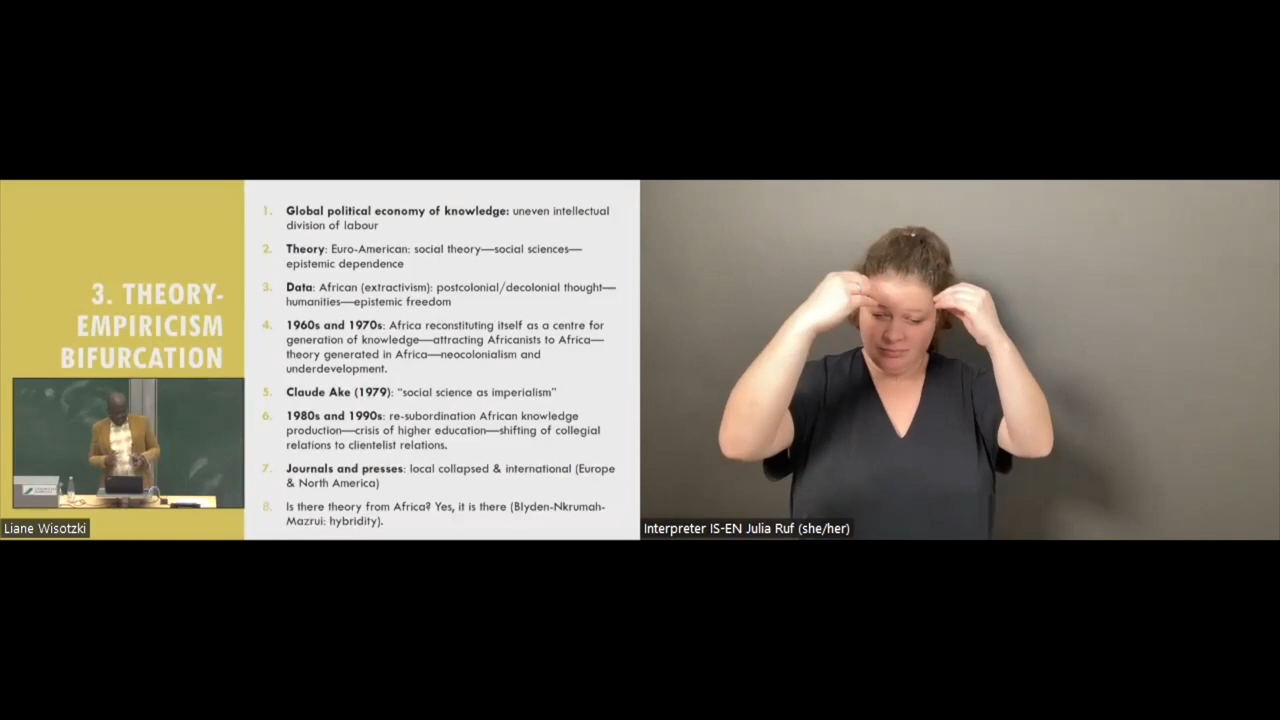 3. THEORY-
EMPIRICISM
BIFURCATION
1. Global political economy of knowledge: uneven intellectual
division of labour
2. Theory: Euro-American: social theory—social sciences—
epistemic dependence
3. Data: African (extractivism): postcolonial/decolonial thought—
humanities—epistemic freedom
4. 1960s and 1970s: Africa reconstituting itself as a centre for
generation of knowledge—attracting Africanists to Africa—
theory generated in Africa—neocolonialism and
underdevelopment.
5. Claude Ake (1979): “social science as imperialism”
6. 1980s and 1990s: re-subordination African knowledge
production—crisis of higher education—shifting of collegial
relations to clientelist relations.
7. Journals and presses: local collapsed & international (Europe
& North America)
8. Is there theory from Africa? Yes, it is there (Blyden-Nkrumah-
Mazrui: hybridity).
Liane Wisotzki
Interpreter IS-EN Julia Ruf (she/her)